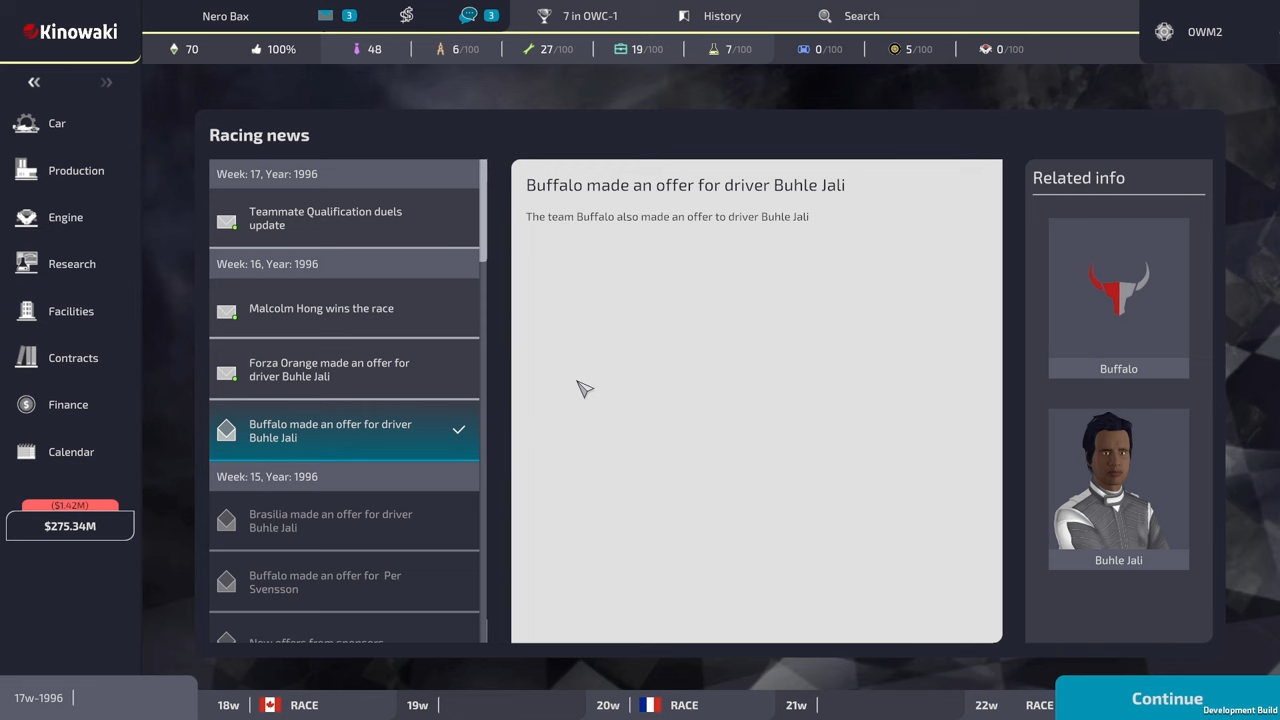 Kinowaki
Nero Bax
3
3
7 in OWC-1
History
Search
OWM2
70
100%
48
6/100
27/100
19/100
7/100
0/100
5/100
0/100
Car
Production
Engine
Research
Facilities
Contracts
Finance
Calendar
($1.42M)
$275.34M
Racing news
Week: 17, Year: 1996
Teammate Qualification duels
update
Week: 16, Year: 1996
Malcolm Hong wins the race
Forza Orange made an offer for
driver Buhle Jali
Buffalo made an offer for driver
Buhle Jali
Week: 15, Year: 1996
Brasilia made an offer for driver
Buhle Jali
Buffalo made an offer for Per
Svensson
New offers from sponsors
Buffalo made an offer for driver Buhle Jali
The team Buffalo also made an offer to driver Buhle Jali
Related info
Buffalo
Buhle Jali
17w-1996
18w
RACE
19w
20w
RACE
21w
22w
RACE
Continue
Development Build